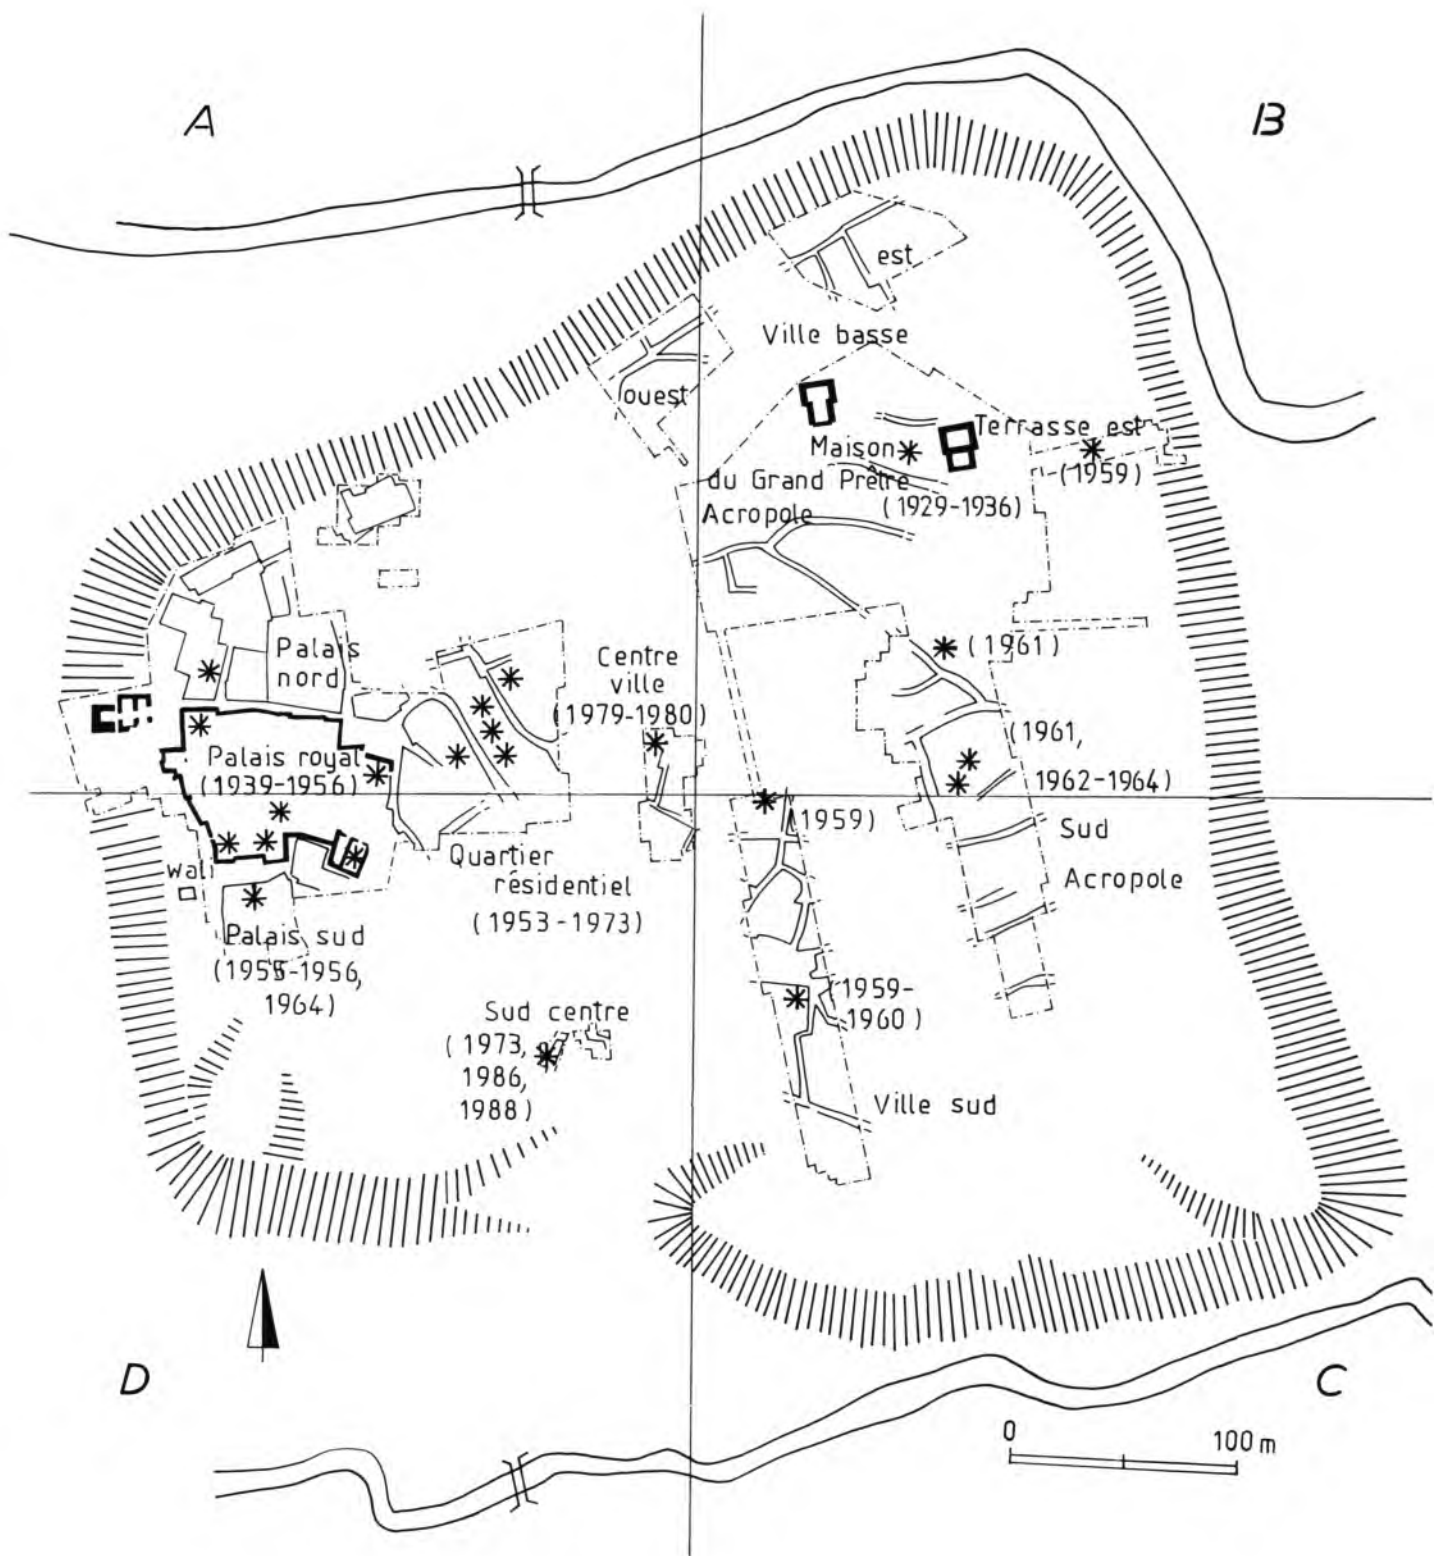 A
B
est
Ville basse
ouest
Terrasse est
Maison
(1959)
du Grand Prêtre
(1929-1936)
Acropole
Palais
nord
Centre
ville
(1979-1980)
(1961)
Palais royal
(1939-1956)
(1961,
1962-1964)
(1959)
Sud
Acropole
Wall
Quartier
résidentiel
(1953-1973)
Palais sud
(1955-1956,
1964)
Sud centre
(1973,
1986,
1988)
(1959-
1960)
Ville sud
D
C
0
100 m